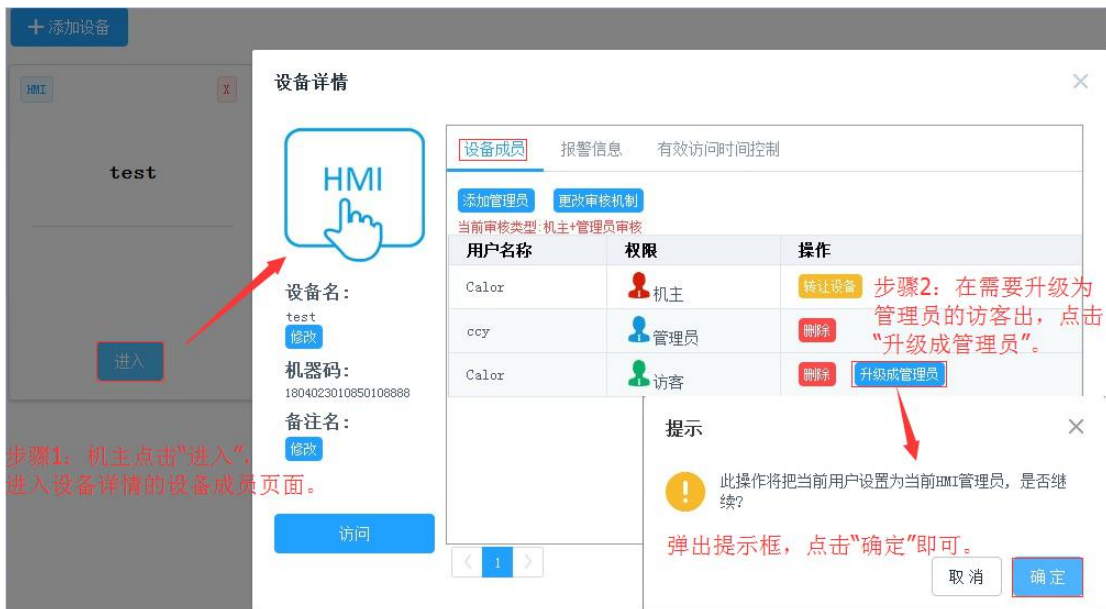 + 添加设备
HMI X
test
进入
步骤1：机主点击“进入”，
进入设备详情的设备成员页面。
设备详情
HMI
设备名：
test
修改
机器码：
1804023010850108888
备注名：
修改
访问
设备成员 报警信息 有效访问时间控制
添加管理员 更改审核机制
当前审核类型:机主+管理员审核
用户名称 权限 操作
Calor 机主 转让设备
ccy 管理员 删除
Calor 访客 删除 升级成管理员
步骤2：在需要升级为
管理员的访客出，点击
“升级成管理员”。
< 1 >
提示
此操作将把当前用户设置为当前HMI管理员，是否继
续?
弹出提示框，点击“确定”即可。
取消 确定